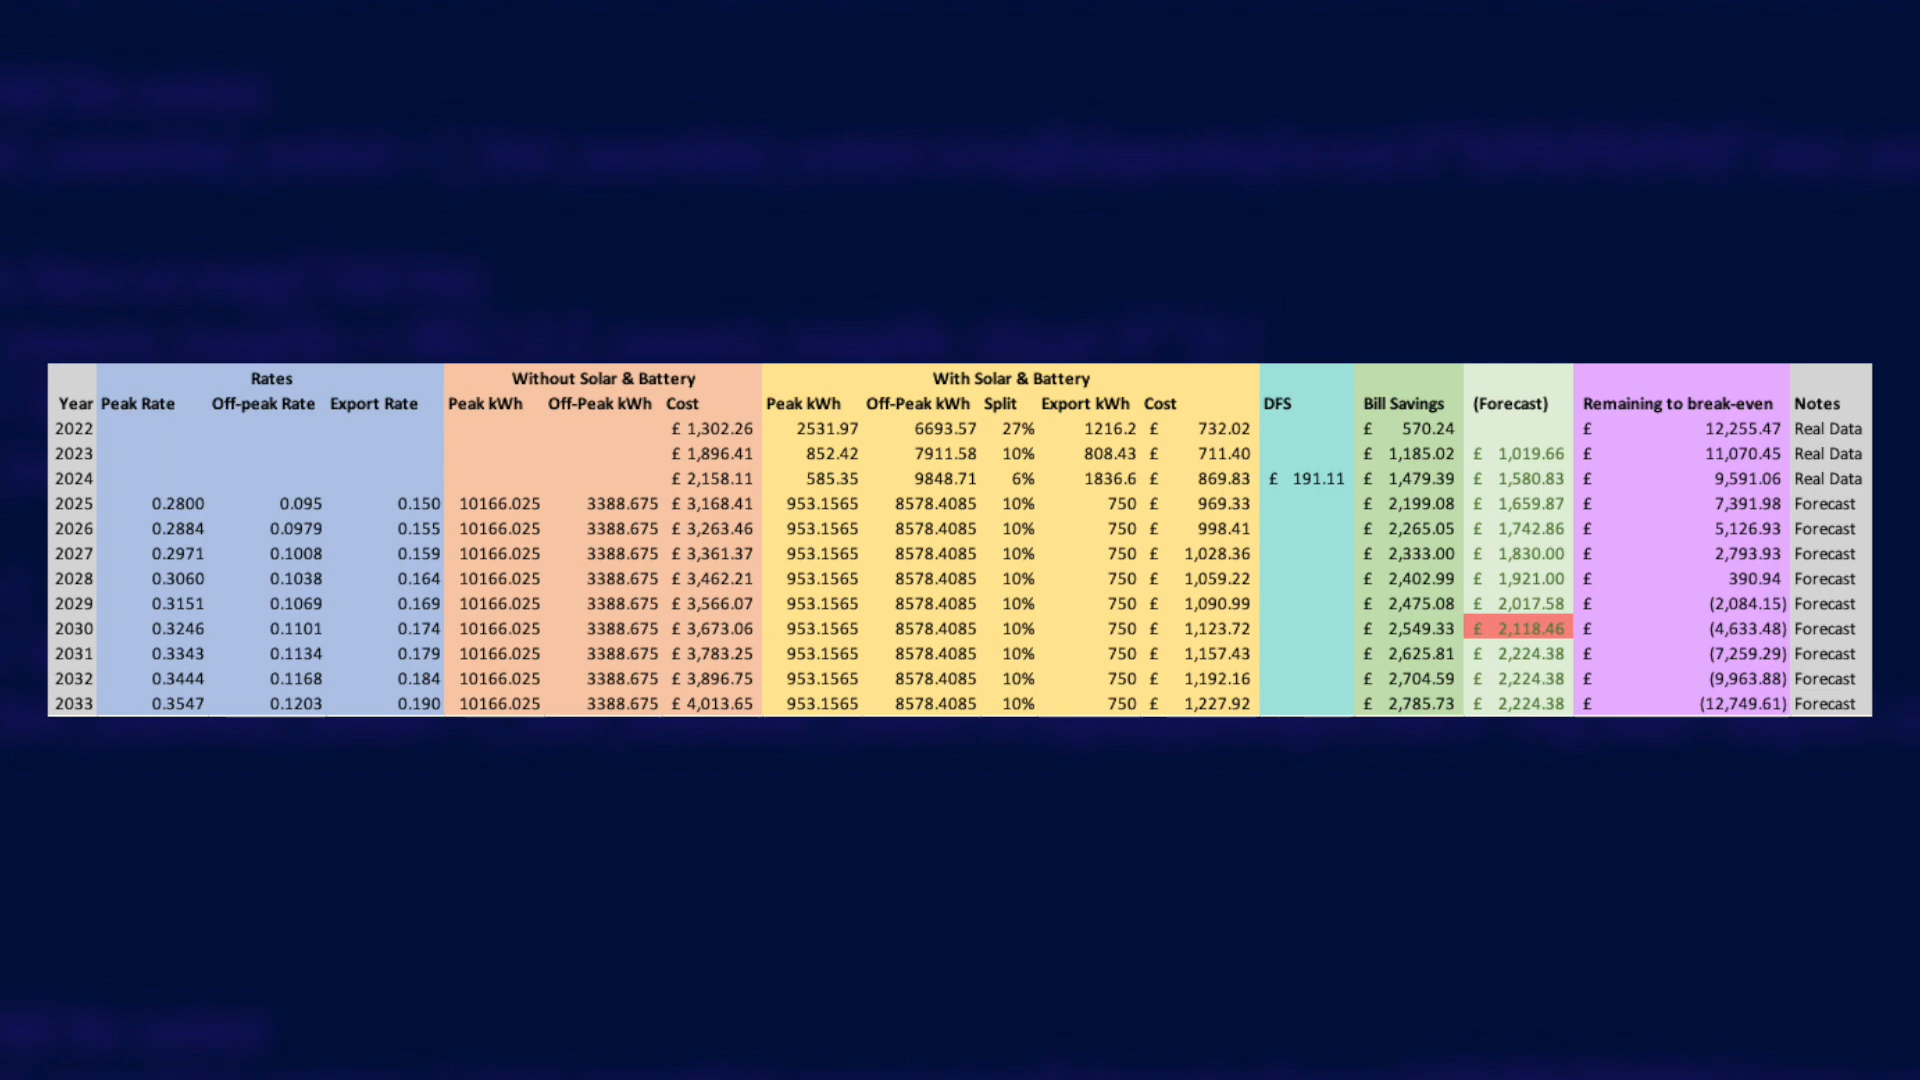 Rates Without Solar & Battery With Solar & Battery
Year Peak Rate Off-peak Rate Export Rate Peak kWh Off-Peak kWh Cost Peak kWh Off-Peak kWh Split Export kWh Cost DFS Bill Savings (Forecast) Remaining to break-even Notes
2022 £ 1,302.26 2531.97 6693.57 27% 1216.2 £ 732.02 £ 570.24 £ 12,255.47 Real Data
2023 £ 1,896.41 852.42 7911.58 10% 808.43 £ 711.40 £ 1,185.02 £ 1,019.66 £ 11,070.45 Real Data
2024 £ 2,158.11 585.35 9848.71 6% 1836.6 £ 869.83 £ 191.11 £ 1,479.39 £ 1,580.83 £ 9,591.06 Real Data
2025 0.2800 0.095 0.150 10166.025 3388.675 £ 3,168.41 953.1565 8578.4085 10% 750 £ 969.33 £ 2,199.08 £ 1,659.87 £ 7,391.98 Forecast
2026 0.2884 0.0979 0.155 10166.025 3388.675 £ 3,263.46 953.1565 8578.4085 10% 750 £ 998.41 £ 2,265.05 £ 1,742.86 £ 5,126.93 Forecast
2027 0.2971 0.1008 0.159 10166.025 3388.675 £ 3,361.37 953.1565 8578.4085 10% 750 £ 1,028.36 £ 2,333.00 £ 1,830.00 £ 2,793.93 Forecast
2028 0.3060 0.1038 0.164 10166.025 3388.675 £ 3,462.21 953.1565 8578.4085 10% 750 £ 1,059.22 £ 2,402.99 £ 1,921.00 £ 390.94 Forecast
2029 0.3151 0.1069 0.169 10166.025 3388.675 £ 3,566.07 953.1565 8578.4085 10% 750 £ 1,090.99 £ 2,475.08 £ 2,017.58 £ (2,084.15) Forecast
2030 0.3246 0.1101 0.174 10166.025 3388.675 £ 3,673.06 953.1565 8578.4085 10% 750 £ 1,123.72 £ 2,549.33 £ 2,118.46 £ (4,633.48) Forecast
2031 0.3343 0.1134 0.179 10166.025 3388.675 £ 3,783.25 953.1565 8578.4085 10% 750 £ 1,157.43 £ 2,625.81 £ 2,224.38 £ (7,259.29) Forecast
2032 0.3444 0.1168 0.184 10166.025 3388.675 £ 3,896.75 953.1565 8578.4085 10% 750 £ 1,192.16 £ 2,704.59 £ 2,224.38 £ (9,963.88) Forecast
2033 0.3547 0.1203 0.190 10166.025 3388.675 £ 4,013.65 953.1565 8578.4085 10% 750 £ 1,227.92 £ 2,785.73 £ 2,224.38 £ (12,749.61) Forecast